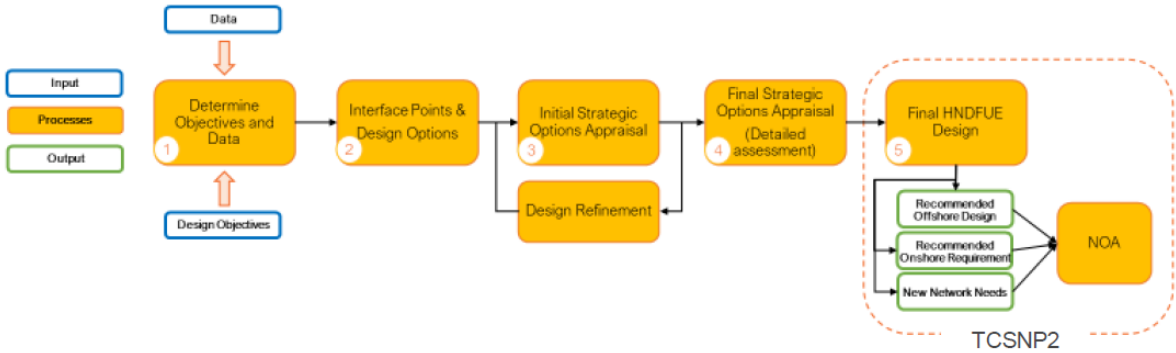 Input
Processes
Output
Data
Determine
Objectives and
Data
1
Design Objectives
Interface Points &
Design Options
2
Initial Strategic
Options Appraisal
3
Design Refinement
Final Strategic
Options Appraisal
(Detailed
assessment)
4
Final HNDFUE
Design
5
Recommended
Offshore Design
Recommended
Onshore Requirement
New Network Needs
NOA
TCSNP2